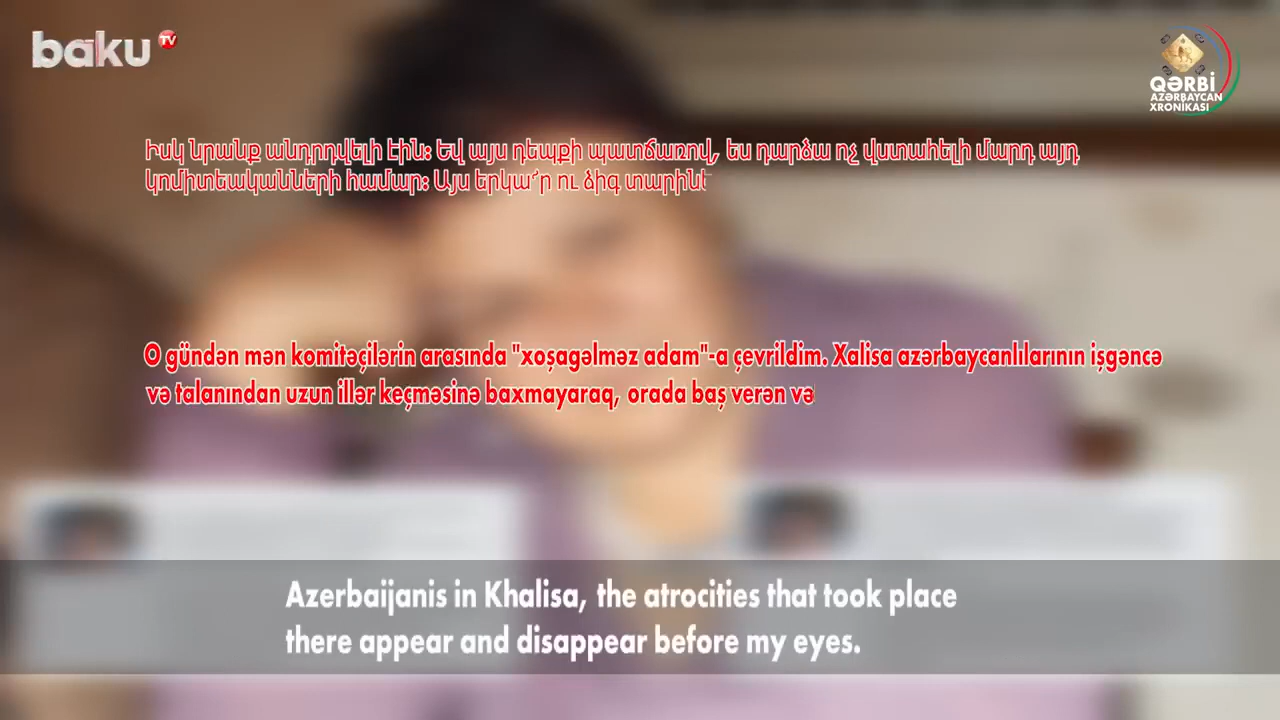 baku TV
QƏRBİ
AZƏRBAYCAN
XRONİKASI
Իսկ նրանք անդրդվելի էին: Եվ այս դեպքի պատճառով, ես դարձա ոչ վստահելի մարդ այդ
կոմիտեականների համար: Այս երկա՜ր ու ձիգ տարինե
O gündən mən komitəçilərin arasında "xoşagəlməz adam"-a çevrildim. Xalisa azərbaycanlılarının işgəncə
və talanından uzun illər keçməsinə baxmayaraq, orada baş verən və
Azerbaijanis in Khalisa, the atrocities that took place
there appear and disappear before my eyes.